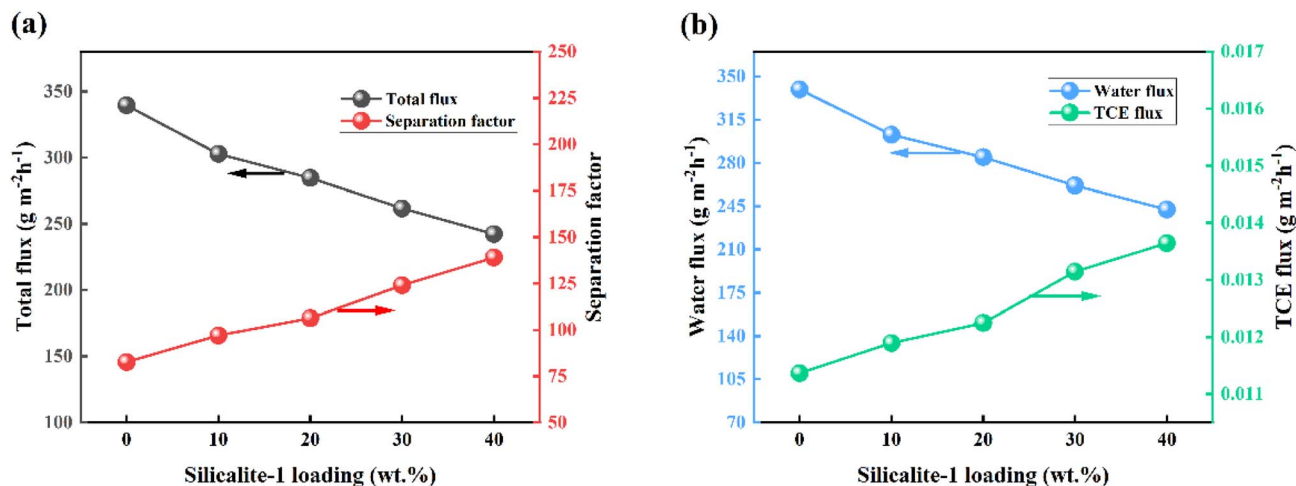 (a)
Total flux (g m⁻²h⁻¹)
350
300
250
200
150
100
Total flux
Separation factor
250
225
200
175
150
125
100
75
50
Separation factor
0 10 20 30 40
Silicalite-1 loading (wt.%)
(b)
Water flux (g m⁻²h⁻¹)
350
315
280
245
210
175
140
105
70
Water flux
TCE flux
0.017
0.016
0.015
0.014
0.013
0.012
0.011
TCE flux (g m⁻²h⁻¹)
0 10 20 30 40
Silicalite-1 loading (wt.%)